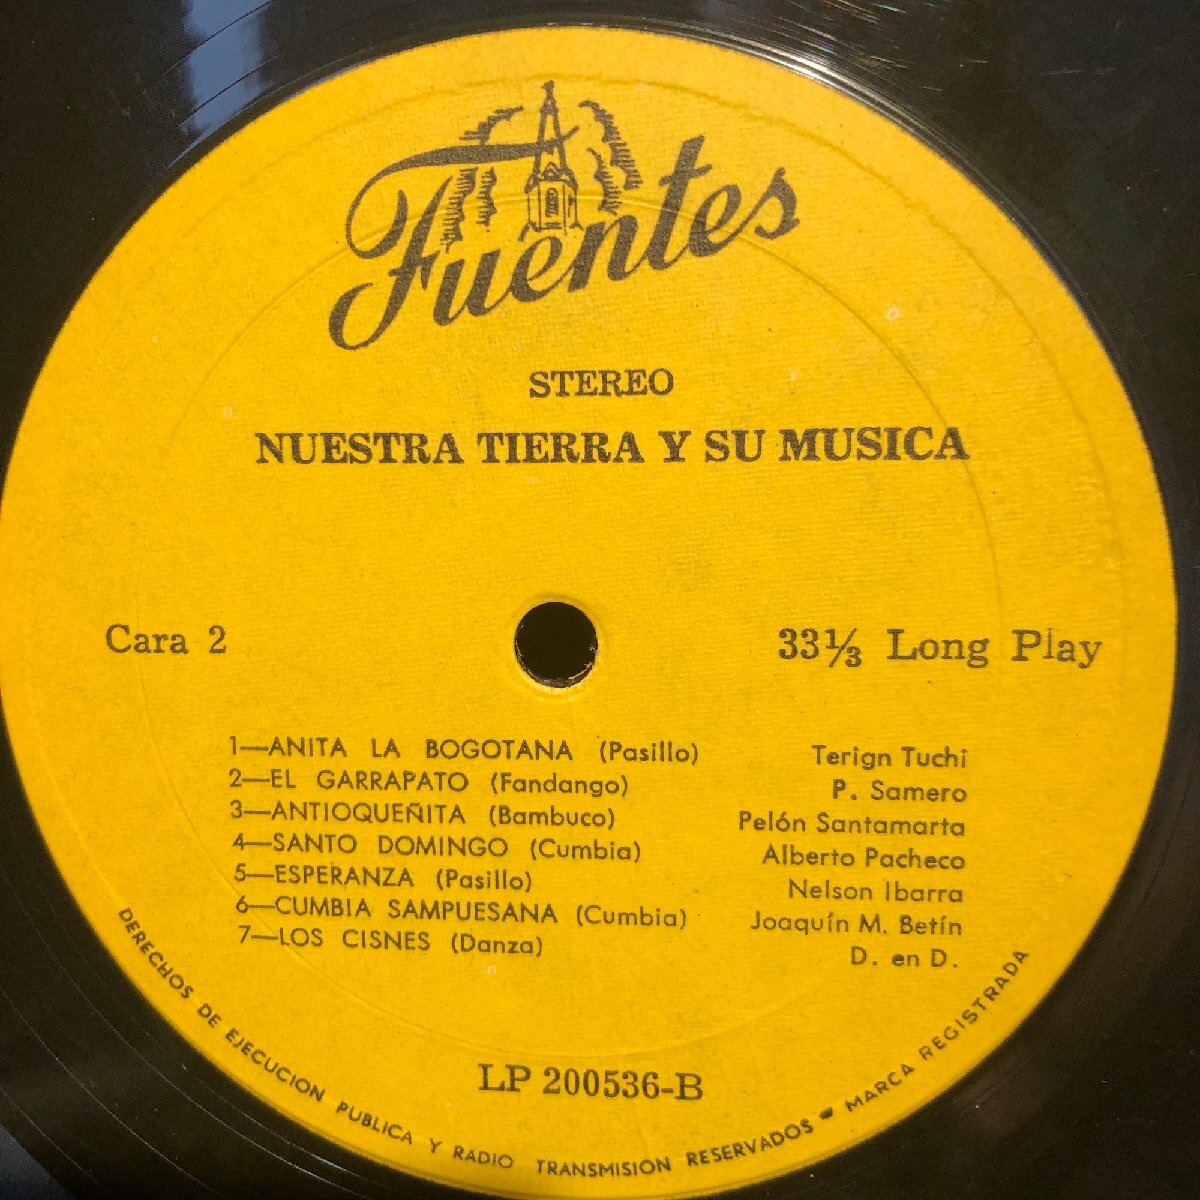 Fuentes
STEREO
NUESTRA TIERRA Y SU MUSICA
Cara 2
33⅓ Long Play
1—ANITA LA BOGOTANA (Pasillo) Terign Tuchi
2—EL GARRAPATO (Fandango) P. Samero
3—ANTIOQUEÑITA (Bambuco) Pelón Santamarta
4—SANTO DOMINGO (Cumbia) Alberto Pacheco
5—ESPERANZA (Pasillo) Nelson Ibarra
6—CUMBIA SAMPUESANA (Cumbia) Joaquín M. Betín
7—LOS CISNES (Danza) D. en D.
LP 200536-B
DERECHOS DE EJECUCION PUBLICA Y RADIO TRANSMISION RESERVADOS - MARCA REGISTRADA